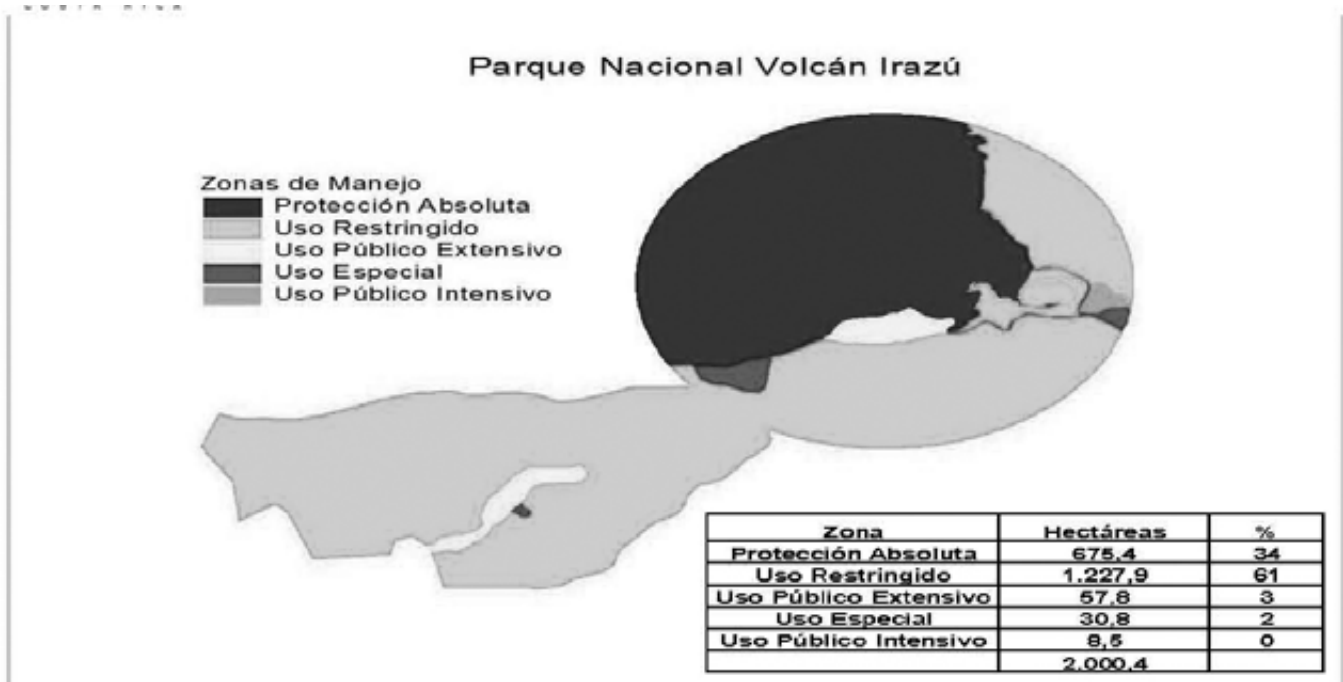 Parque Nacional Volcán Irazú
Zonas de Manejo
Protección Absoluta
Uso Restringido
Uso Público Extensivo
Uso Especial
Uso Público Intensivo
Zona Hectáreas %
Protección Absoluta 675,4 34
Uso Restringido 1.227,9 61
Uso Público Extensivo 57,8 3
Uso Especial 30,8 2
Uso Público Intensivo 8,5 0
2.000,4